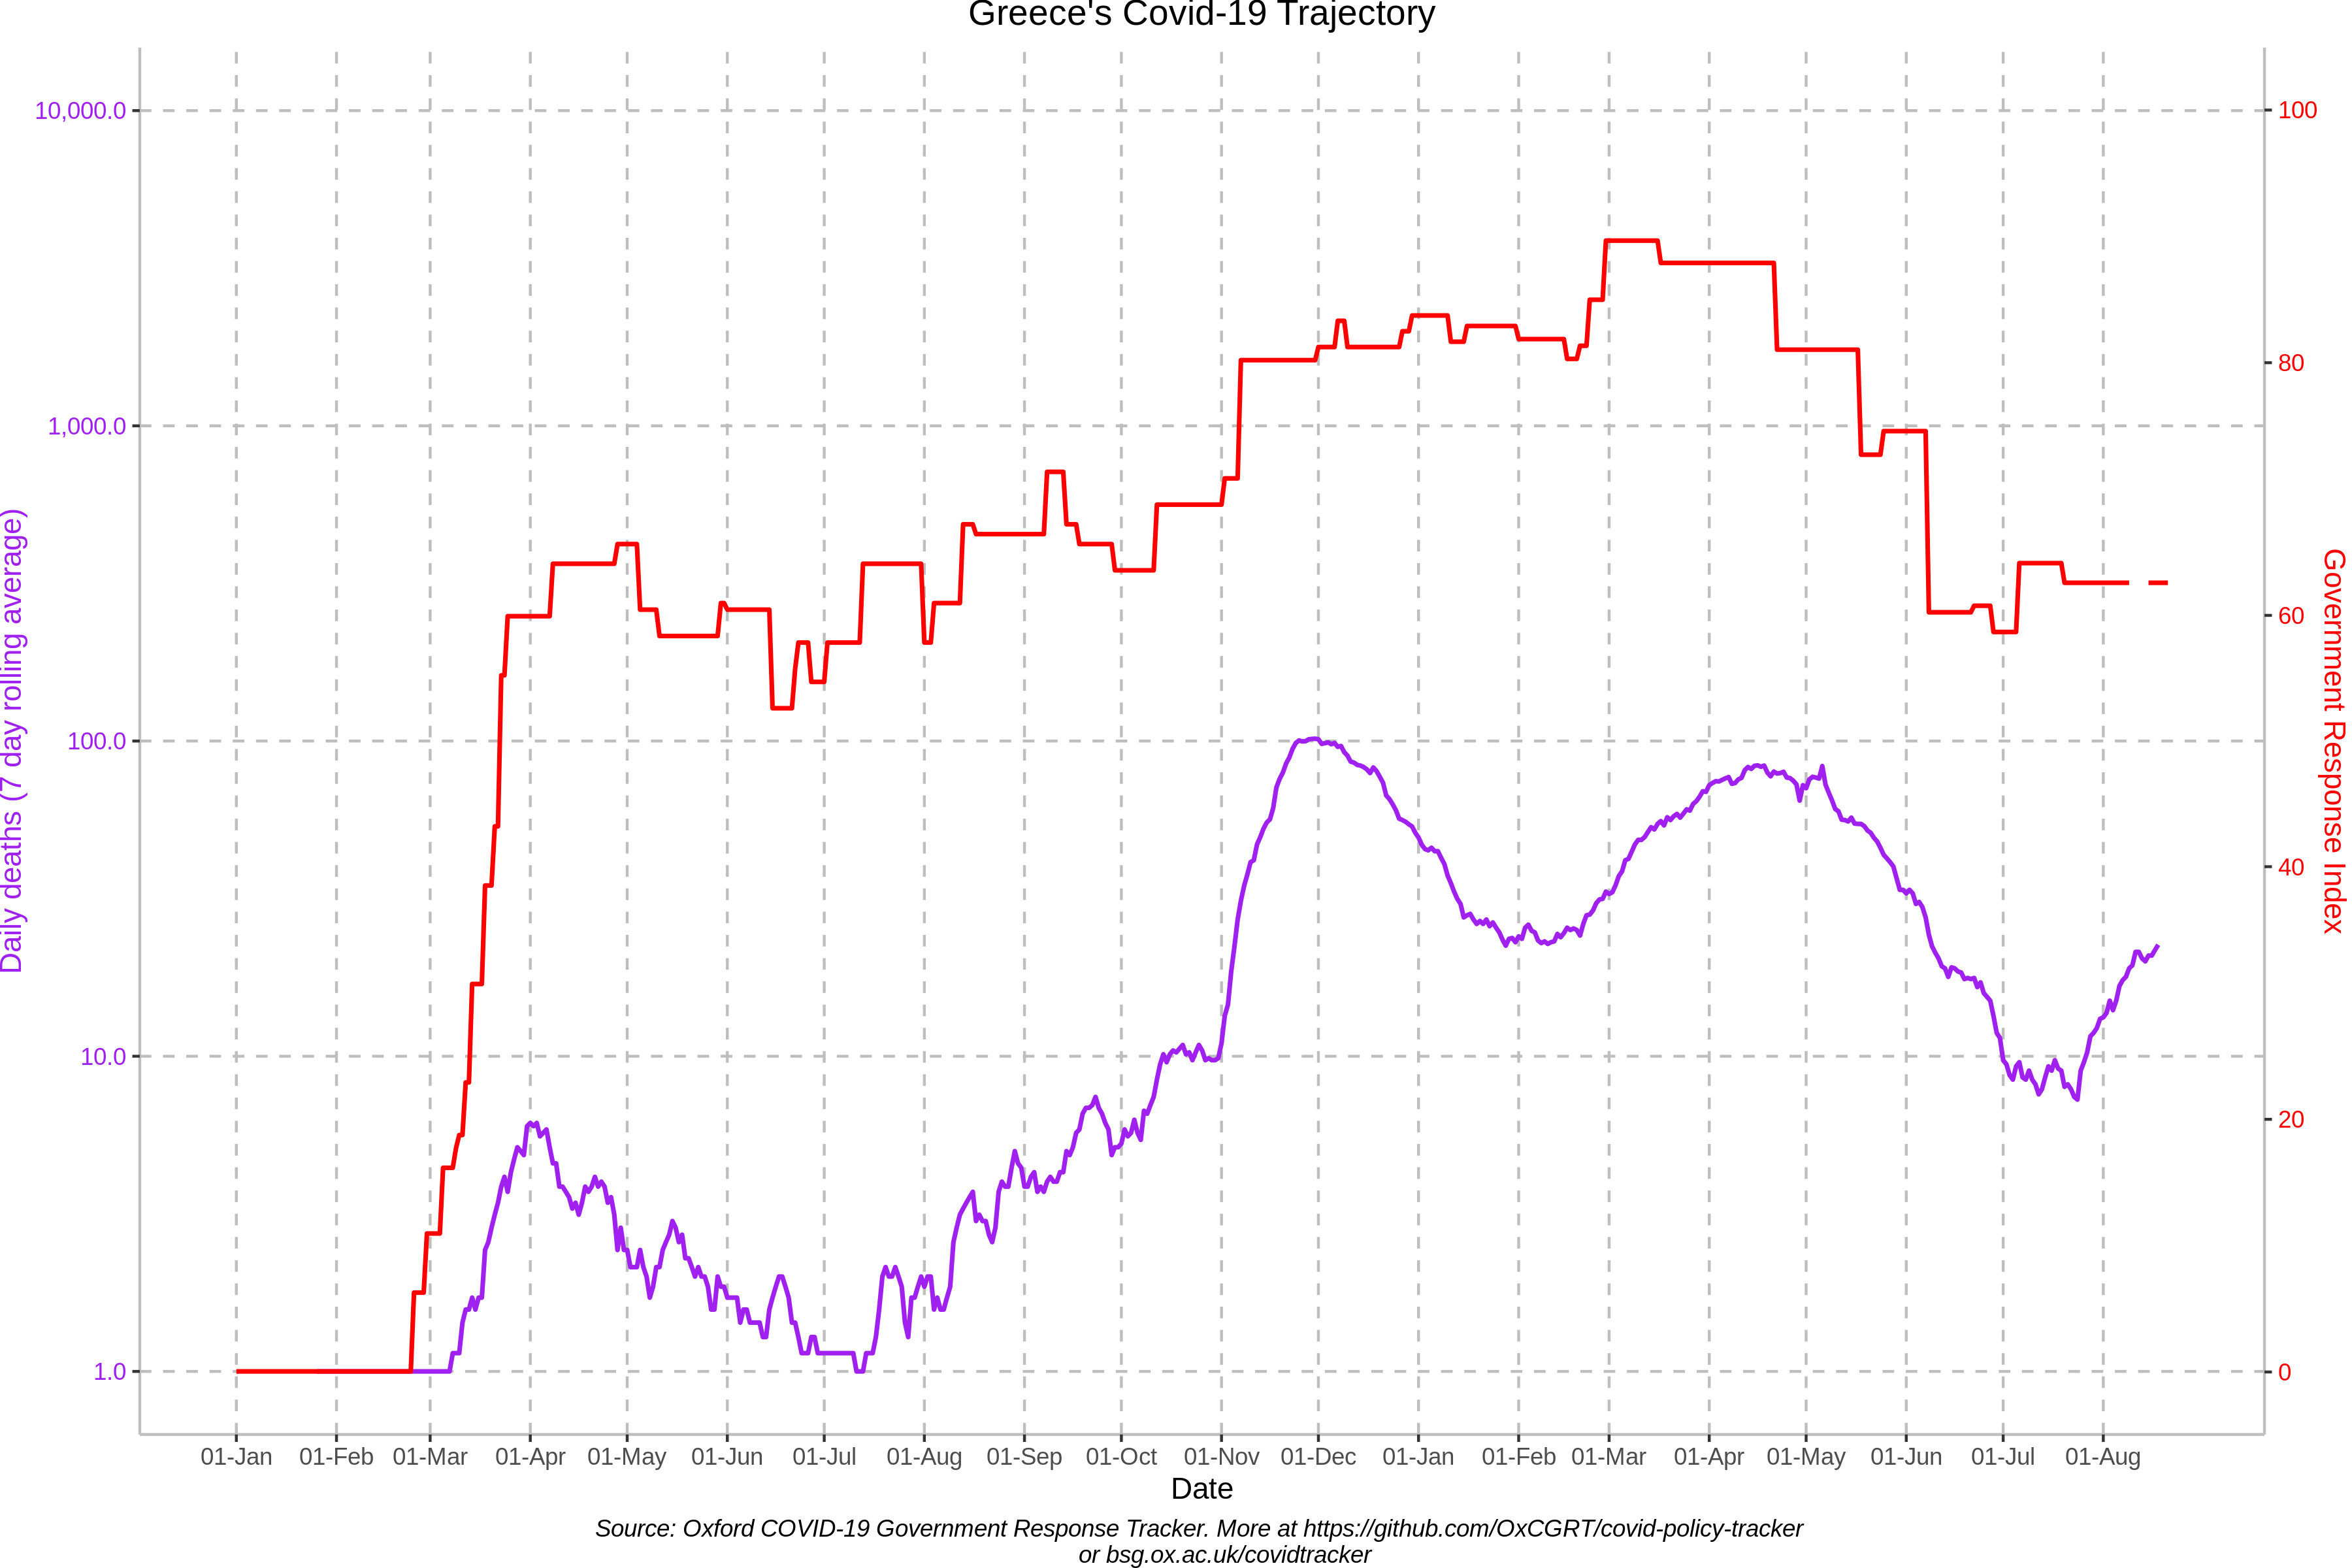 Greece's Covid-19 Trajectory
10,000.0
1,000.0
100.0
10.0
1.0
Daily deaths (7 day rolling average)
100
80
60
40
20
0
Government Response Index
01-Jan 01-Feb 01-Mar 01-Apr 01-May 01-Jun 01-Jul 01-Aug 01-Sep 01-Oct 01-Nov 01-Dec 01-Jan 01-Feb 01-Mar 01-Apr 01-May 01-Jun 01-Jul 01-Aug
Date
Source: Oxford COVID-19 Government Response Tracker. More at https://github.com/OxCGRT/covid-policy-tracker
or bsg.ox.ac.uk/covidtracker